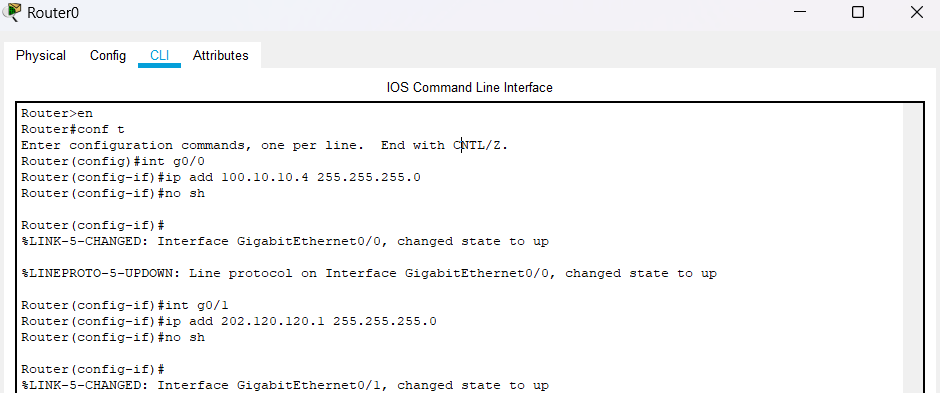 Router0
Physical Config CLI Attributes
IOS Command Line Interface
Router>en
Router#conf t
Enter configuration commands, one per line.  End with CNTL/Z.
Router(config)#int g0/0
Router(config-if)#ip add 100.10.10.4 255.255.255.0
Router(config-if)#no sh
Router(config-if)#
%LINK-5-CHANGED: Interface GigabitEthernet0/0, changed state to up
%LINEPROTO-5-UPDOWN: Line protocol on Interface GigabitEthernet0/0, changed state to up
Router(config-if)#int g0/1
Router(config-if)#ip add 202.120.120.1 255.255.255.0
Router(config-if)#no sh
Router(config-if)#
%LINK-5-CHANGED: Interface GigabitEthernet0/1, changed state to up